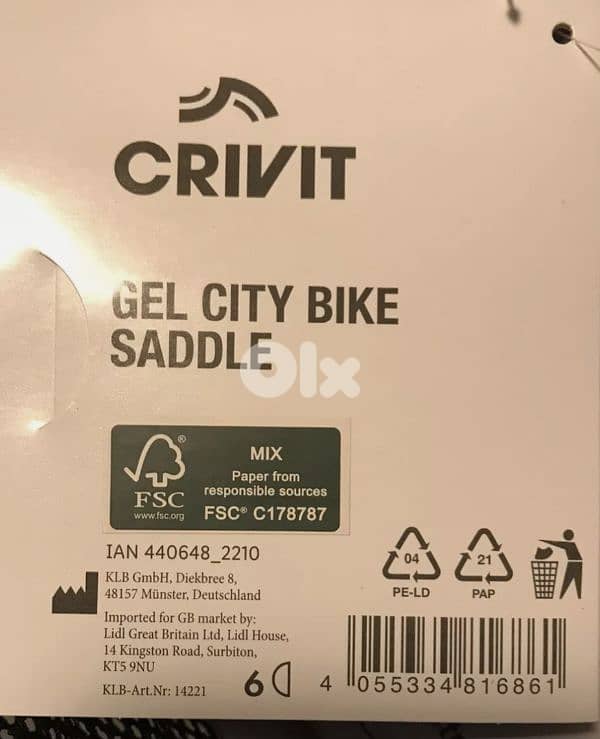 CRIVIT
GEL CITY BIKE
SADDLE
olx
FSC®
www.fsc.org
MIX
Paper from
responsible sources
FSC® C178787
IAN 440648_2210
KLB GmbH, Diekbree 8,
48157 Münster, Deutschland
Imported for GB market by:
Lidl Great Britain Ltd, Lidl House,
14 Kingston Road, Surbiton,
KT5 9NU
KLB-Art.Nr: 14221
6
04
PE-LD
21
PAP
4 055334 816861